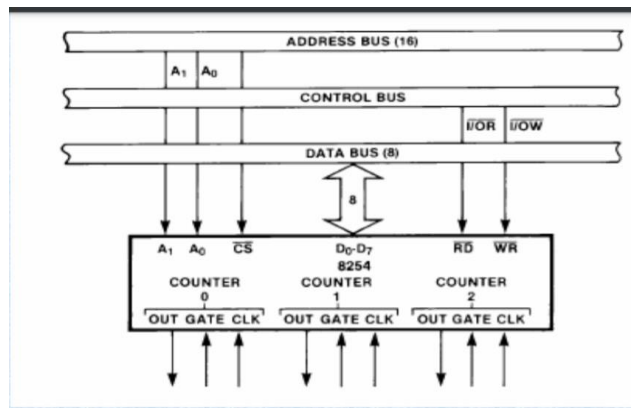 ADDRESS BUS (16)
A1 A0
CONTROL BUS
I/OR I/OW
DATA BUS (8)
8
A1 A0 CS D0-D7 RD WR
8254
COUNTER COUNTER COUNTER
0 1 2
OUT GATE CLK OUT GATE CLK OUT GATE CLK